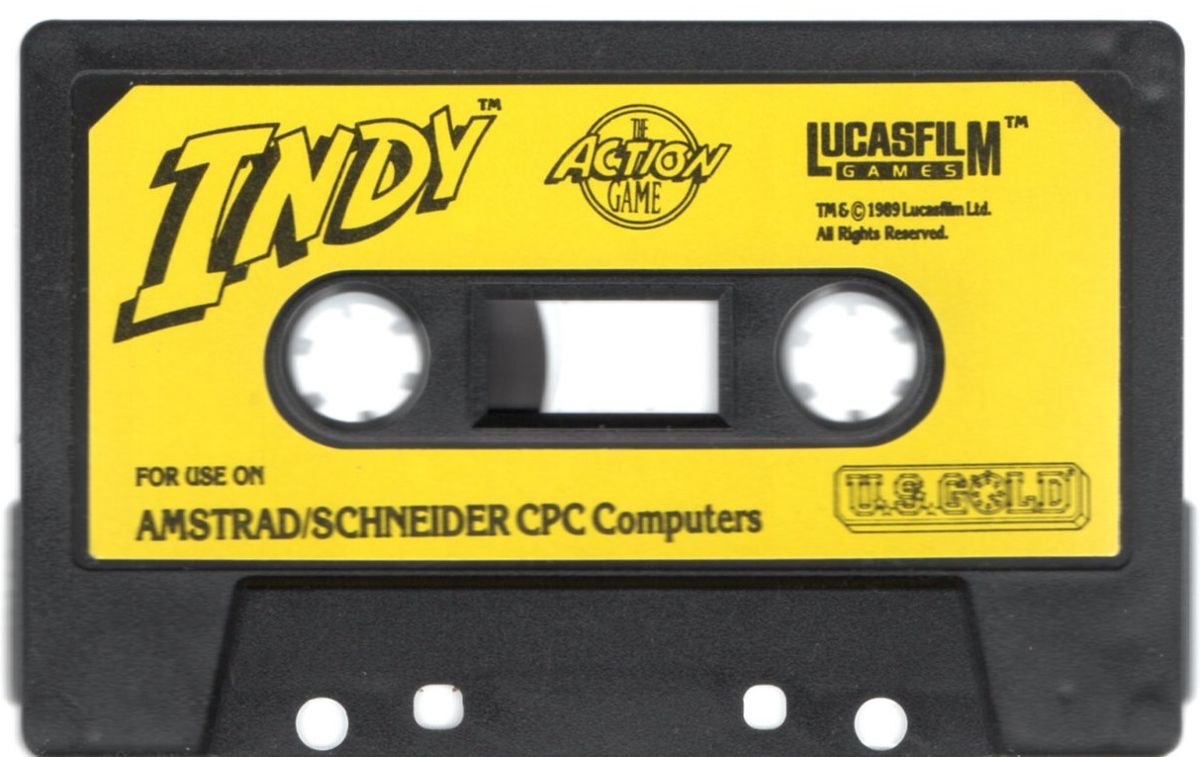 INDY™
THE
ACTION
GAME
LUCASFILM™
GAMES
TM & © 1989 Lucasfilm Ltd.
All Rights Reserved.
FOR USE ON
AMSTRAD/SCHNEIDER CPC Computers
U.S. GOLD